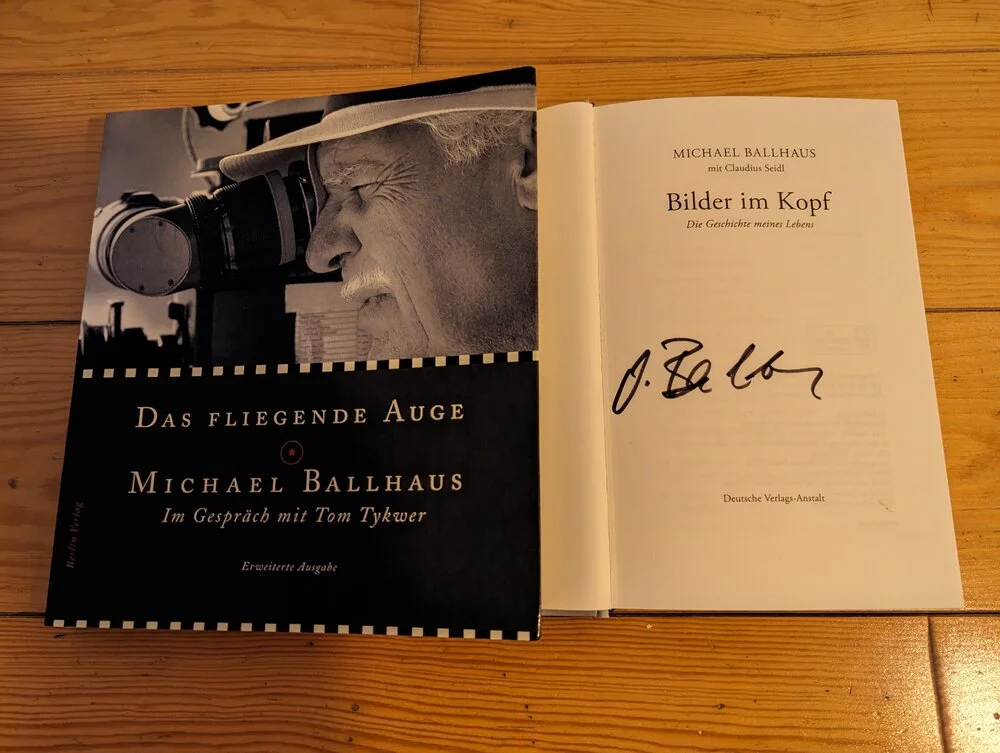 DAS FLIEGENDE AUGE
MICHAEL BALLHAUS
Im Gespräch mit Tom Tykwer
Erweiterte Ausgabe
Berlin Verlag
MICHAEL BALLHAUS
mit Claudius Seidl
Bilder im Kopf
Die Geschichte meines Lebens
Deutsche Verlags-Anstalt